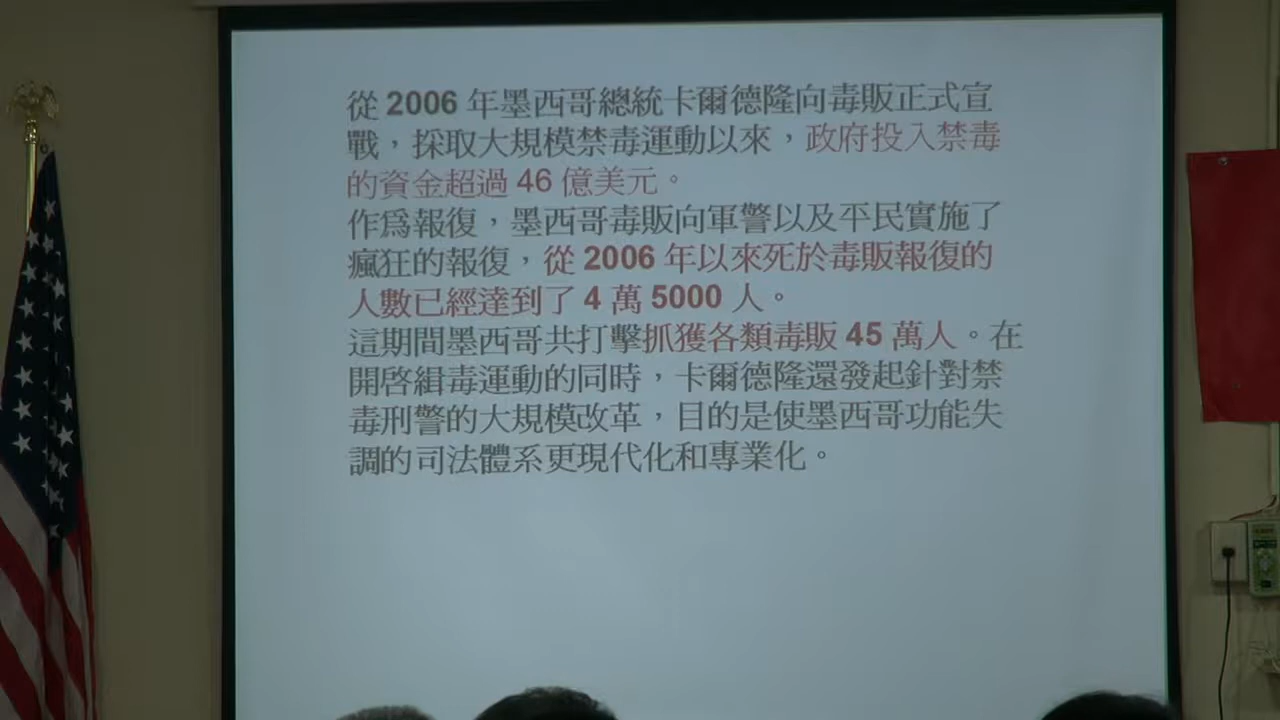 從 2006 年墨西哥總統卡爾德隆向毒販正式宣
戰，採取大規模禁毒運動以來，政府投入禁毒
的資金超過 46 億美元。
作爲報復，墨西哥毒販向軍警以及平民實施了
瘋狂的報復，從 2006 年以來死於毒販報復的
人數已經達到了 4 萬 5000 人。
這期間墨西哥共打擊抓獲各類毒販 45 萬人。在
開啓緝毒運動的同時，卡爾德隆還發起針對禁
毒刑警的大規模改革，目的是使墨西哥功能失
調的司法體系更現代化和專業化。